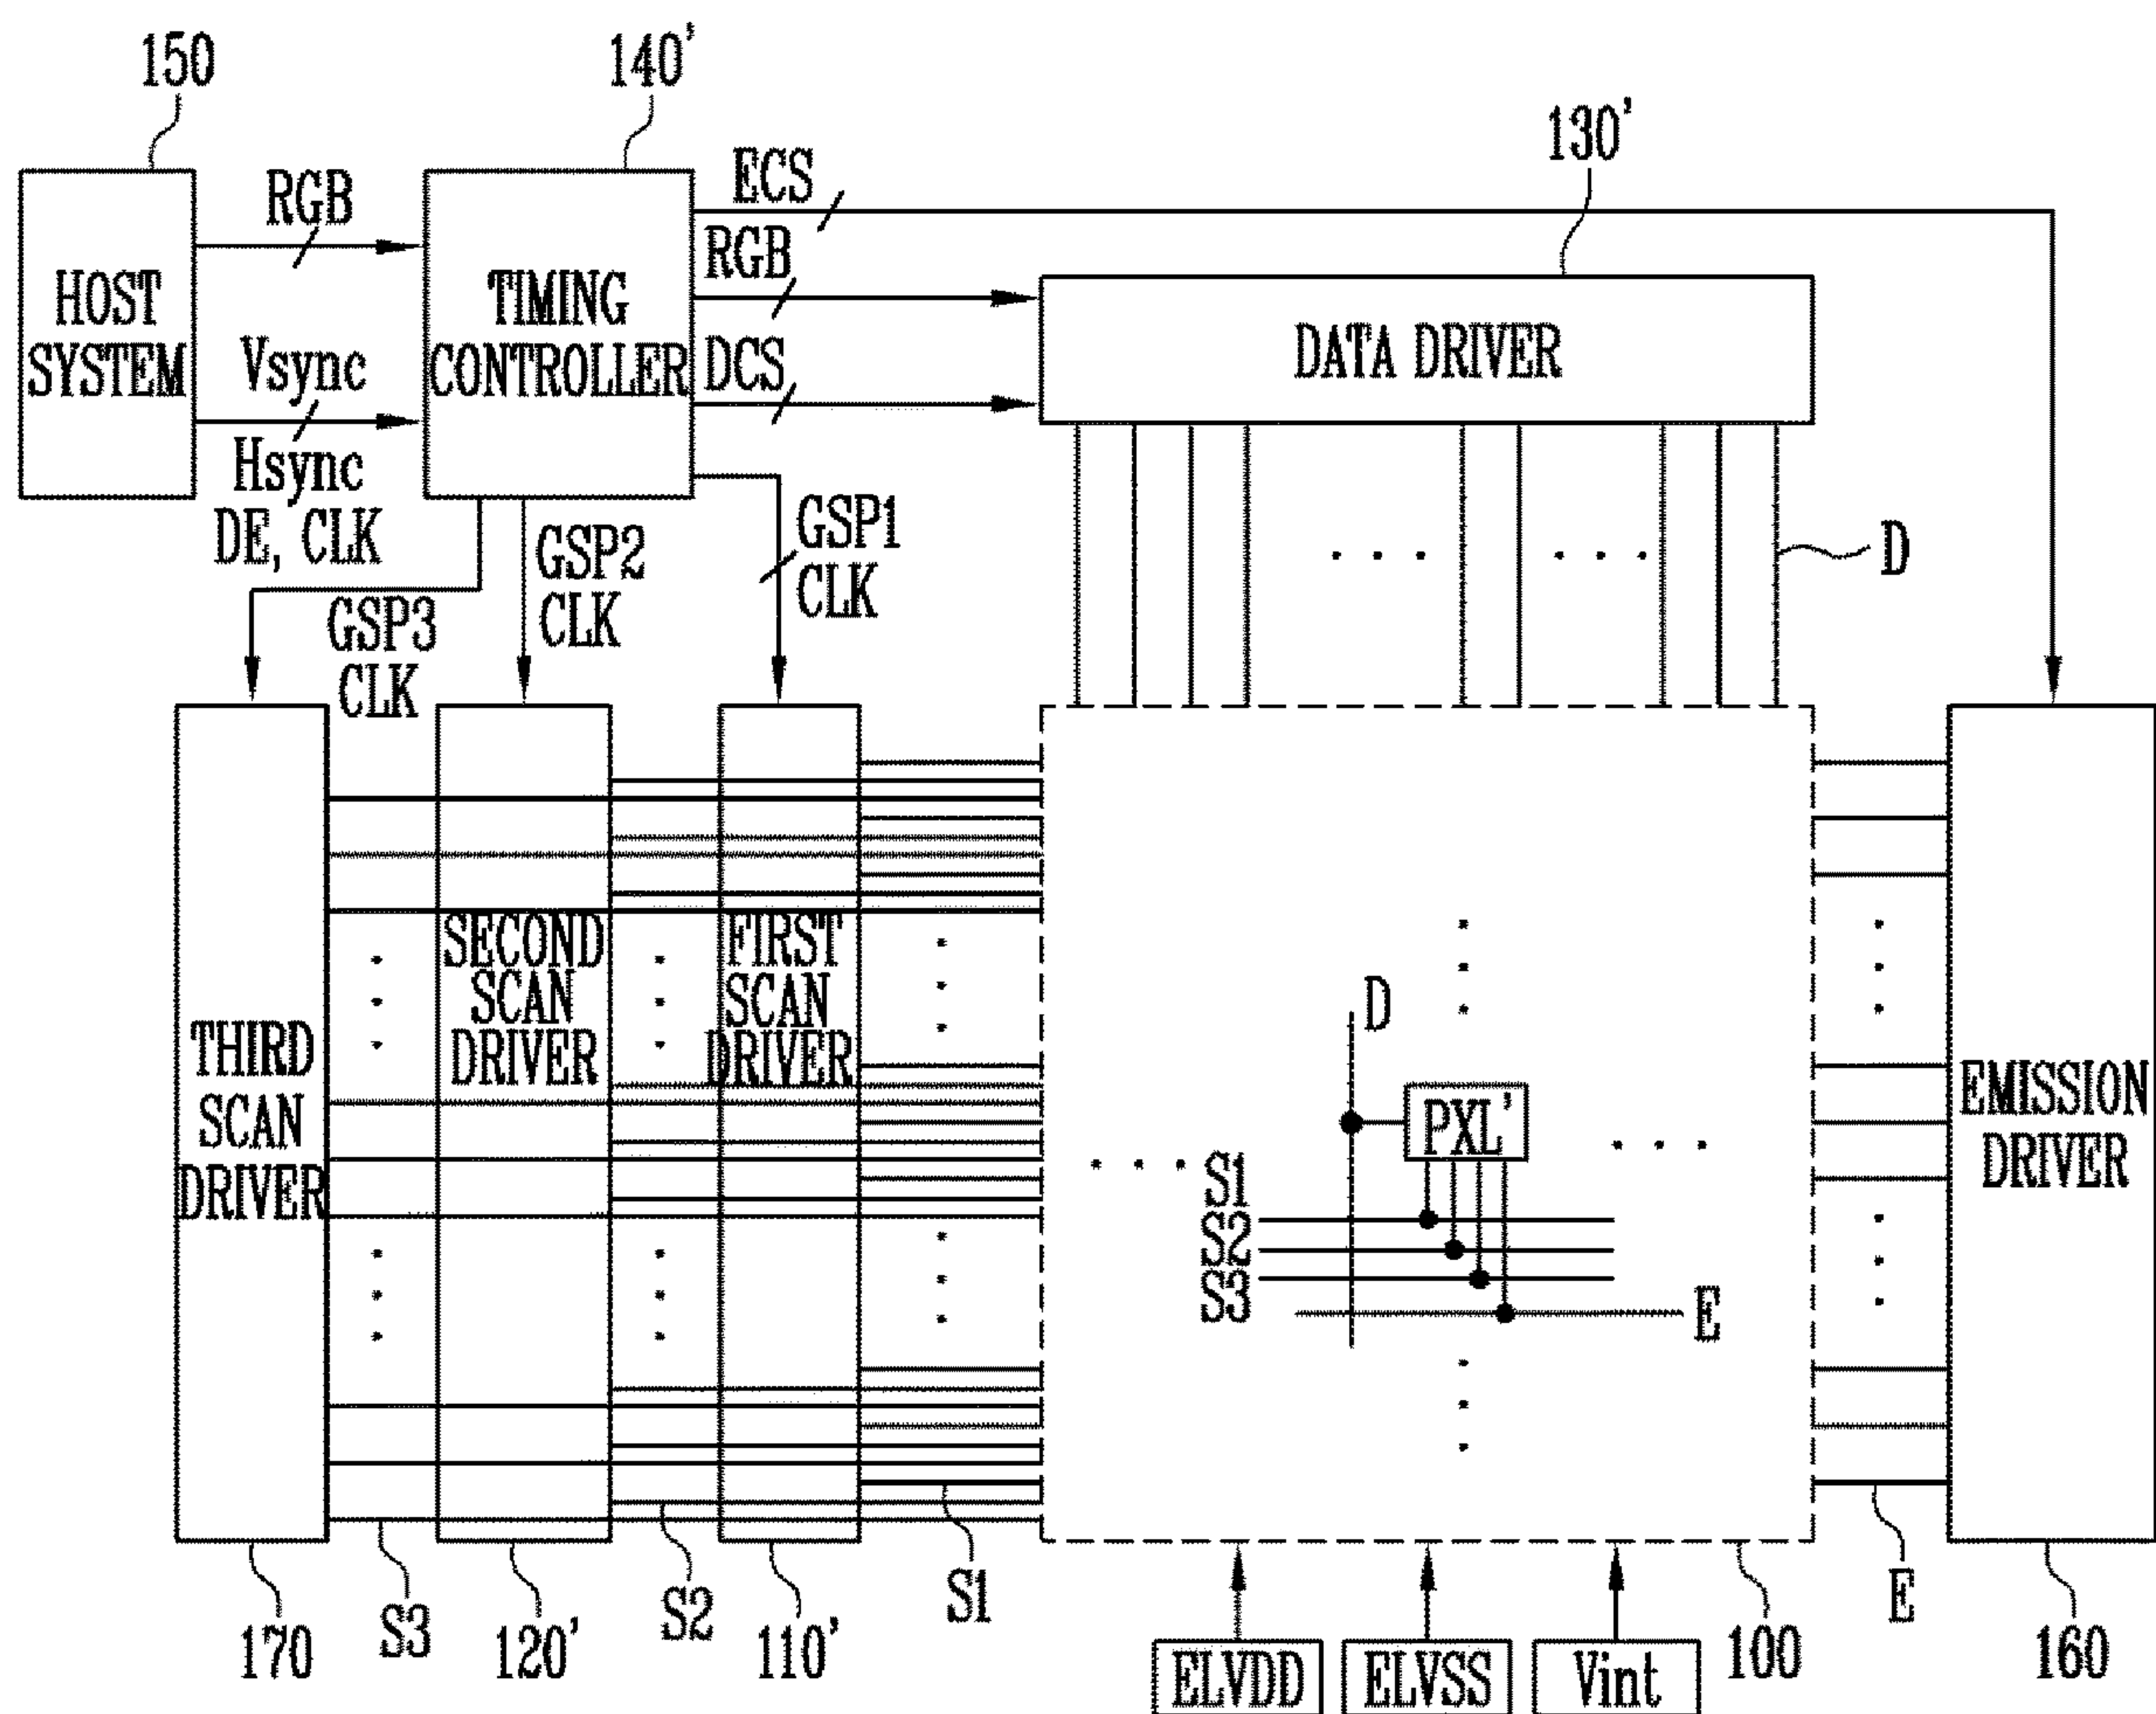 150
140'
130'
ECS
RGB
RGB
HOST
SYSTEM
TIMING
CONTROLLER
DATA DRIVER
Vsync
DCS
Hsync
DE, CLK
GSP1
CLK
GSP2
CLK
GSP3
CLK
D
SECOND
SCAN
DRIVER
FIRST
SCAN
DRIVER
THIRD
SCAN
DRIVER
EMISSION
DRIVER
D
PXL'
S1
S2
S3
E
S3
S2
S1
E
170
120'
110'
100
160
ELVDD
ELVSS
Vint